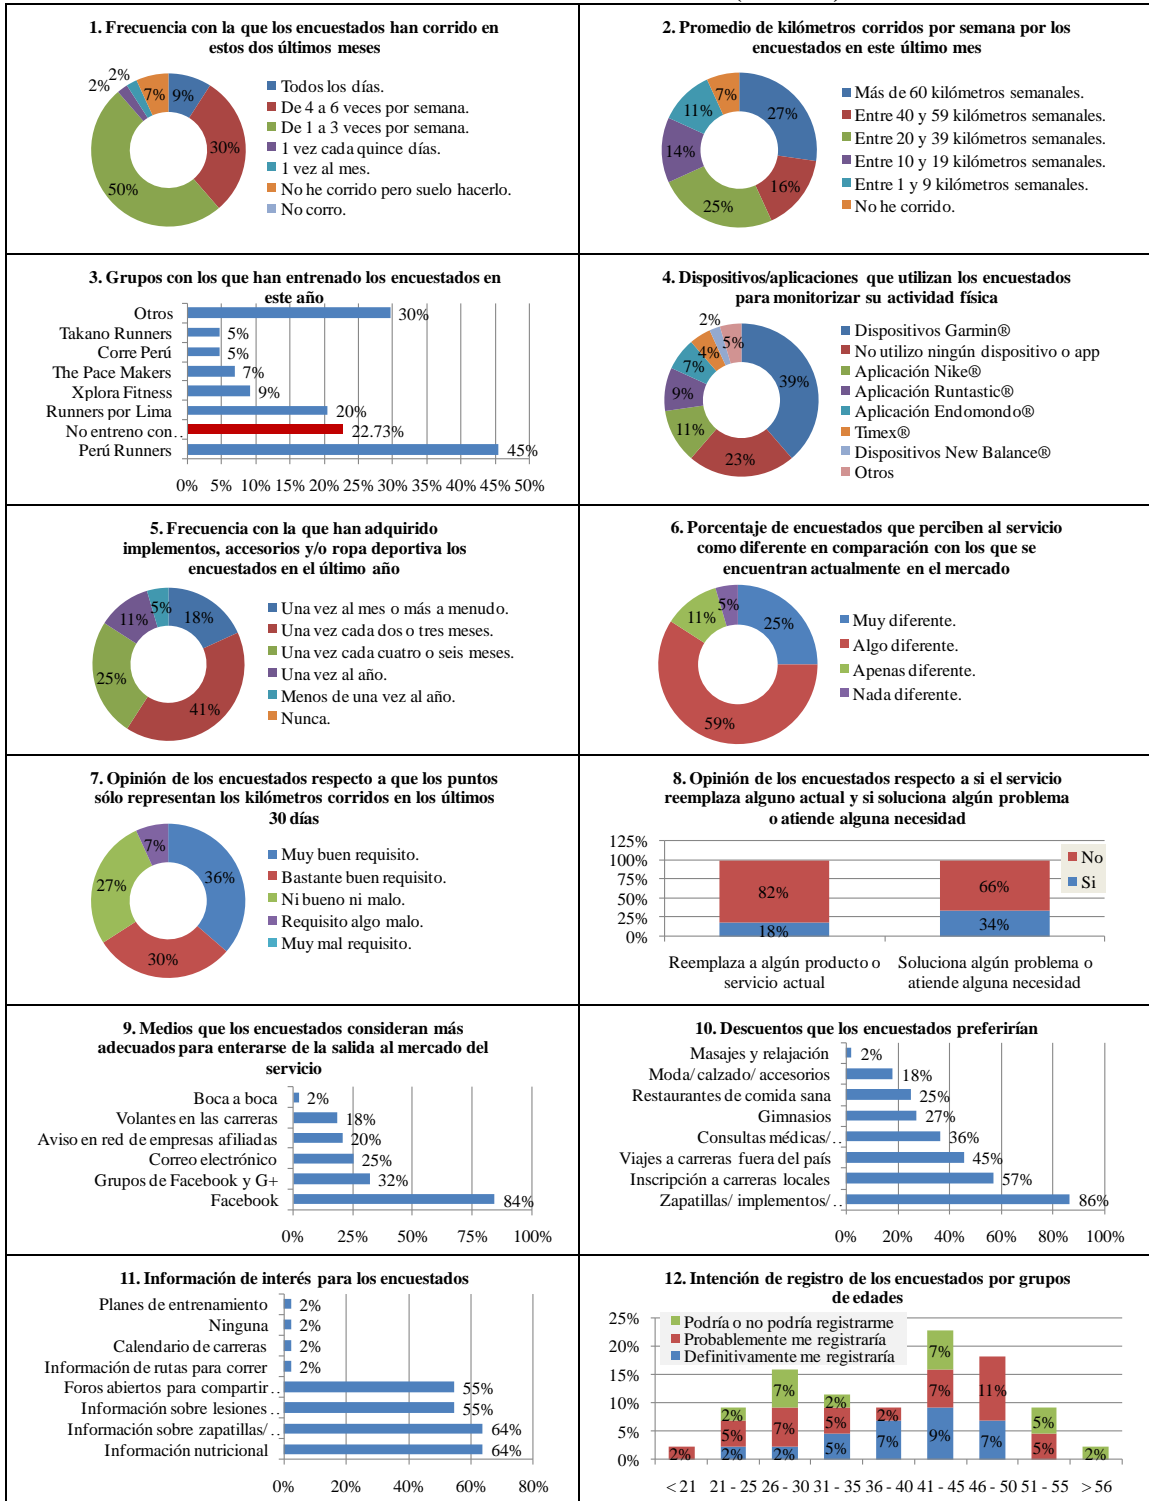 1. Frecuencia con la que los encuestados han corrido en
estos dos últimos meses
2%
2%
7%
9%
30%
50%
Todos los días.
De 4 a 6 veces por semana.
De 1 a 3 veces por semana.
1 vez cada quince días.
1 vez al mes.
No he corrido pero suelo hacerlo.
No corro.
2. Promedio de kilómetros corridos por semana por los
encuestados en este último mes
7%
11%
27%
14%
16%
25%
Más de 60 kilómetros semanales.
Entre 40 y 59 kilómetros semanales.
Entre 20 y 39 kilómetros semanales.
Entre 10 y 19 kilómetros semanales.
Entre 1 y 9 kilómetros semanales.
No he corrido.
3. Grupos con los que han entrenado los encuestados en
este año
Otros 30%
Takano Runners 5%
Corre Perú 5%
The Pace Makers 7%
Xplora Fitness 9%
Runners por Lima 20%
No entreno con .. 22.73%
Perú Runners 45%
0% 5% 10% 15% 20% 25% 30% 35% 40% 45% 50%
4. Dispositivos/aplicaciones que utilizan los encuestados
para monitorizar su actividad física
2%
5%
4%
7%
39%
9%
11%
23%
Dispositivos Garmin®
No utilizo ningún dispositivo o app
Aplicación Nike®
Aplicación Runtastic®
Aplicación Endomondo®
Timex®
Dispositivos New Balance®
Otros
5. Frecuencia con la que han adquirido
implementos, accesorios y/o ropa deportiva los
encuestados en el último año
5%
11%
18%
25%
41%
Una vez al mes o más a menudo.
Una vez cada dos o tres meses.
Una vez cada cuatro o seis meses.
Una vez al año.
Menos de una vez al año.
Nunca.
6. Porcentaje de encuestados que perciben al servicio
como diferente en comparación con los que se
encuentran actualmente en el mercado
5%
11%
25%
59%
Muy diferente.
Algo diferente.
Apenas diferente.
Nada diferente.
7. Opinión de los encuestados respecto a que los puntos
sólo representan los kilómetros corridos en los últimos
30 días
7%
36%
27%
30%
Muy buen requisito.
Bastante buen requisito.
Ni bueno ni malo.
Requisito algo malo.
Muy mal requisito.
8. Opinión de los encuestados respecto a si el servicio
reemplaza alguno actual y si soluciona algún problema
o atiende alguna necesidad
125%
100%
75%
50%
25%
0%
82%
18%
66%
34%
No
Si
Reemplaza a algún producto o
servicio actual
Soluciona algún problema o
atiende alguna necesidad
9. Medios que los encuestados consideran más
adecuados para enterarse de la salida al mercado del
servicio
Boca a boca 2%
Volantes en las carreras 18%
Aviso en red de empresas afiliadas 20%
Correo electrónico 25%
Grupos de Facebook y G+ 32%
Facebook 84%
0% 25% 50% 75% 100%
10. Descuentos que los encuestados preferirían
Masajes y relajación 2%
Moda/ calzado/ accesorios 18%
Restaurantes de comida sana 25%
Gimnasios 27%
Consultas médicas/ .. 36%
Viajes a carreras fuera del país 45%
Inscripción a carreras locales 57%
Zapatillas/ implementos/ .. 86%
0% 20% 40% 60% 80% 100%
11. Información de interés para los encuestados
Planes de entrenamiento 2%
Ninguna 2%
Calendario de carreras 2%
Información de rutas para correr 2%
Foros abiertos para compartir .. 55%
Información sobre lesiones .. 55%
Información sobre zapatillas/ .. 64%
Información nutricional 64%
0% 20% 40% 60% 80%
12. Intención de registro de los encuestados por grupos
de edades
25%
20%
15%
10%
5%
0%
Podría o no podría registrarme
Probablemente me registraría
Definitivamente me registraría
2%
2%
5%
2%
7%
7%
2%
2%
5%
5%
2%
7%
7%
7%
9%
11%
7%
5%
5%
2%
< 21 21 - 25 26 - 30 31 - 35 36 - 40 41 - 45 46 - 50 51 - 55 > 56